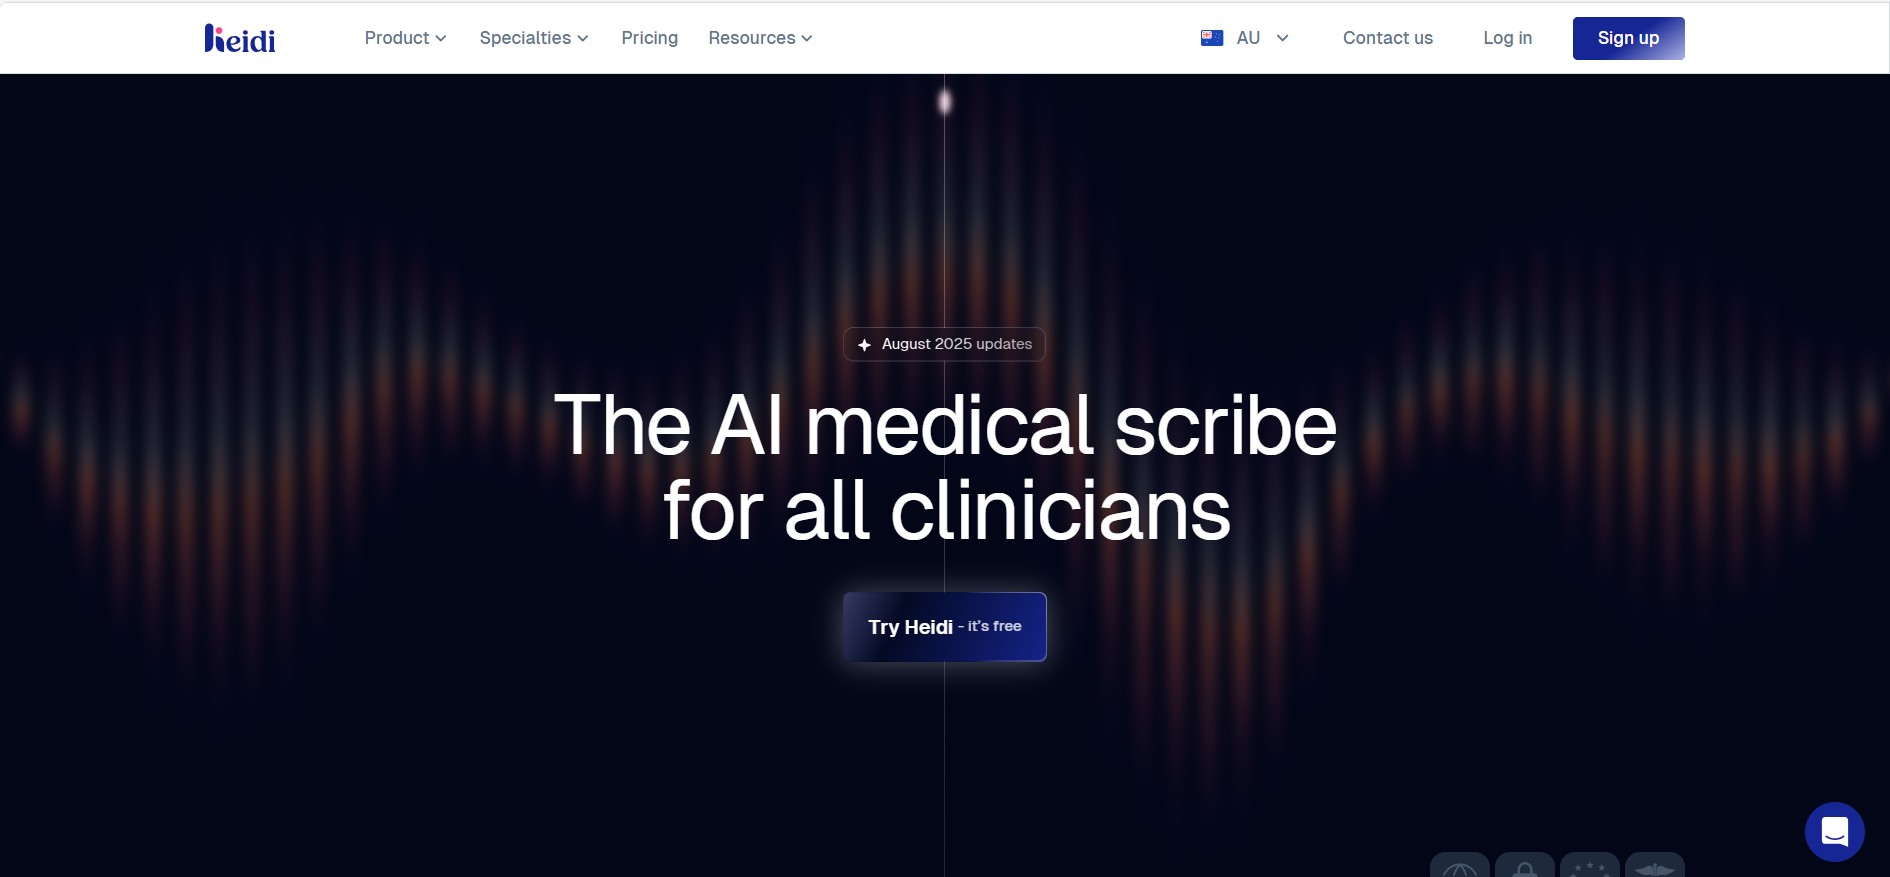 heidi
Product
Specialties
Pricing
Resources
AU
Contact us
Log in
Sign up
August 2025 updates
The AI medical scribe
for all clinicians
Try Heidi - it's free